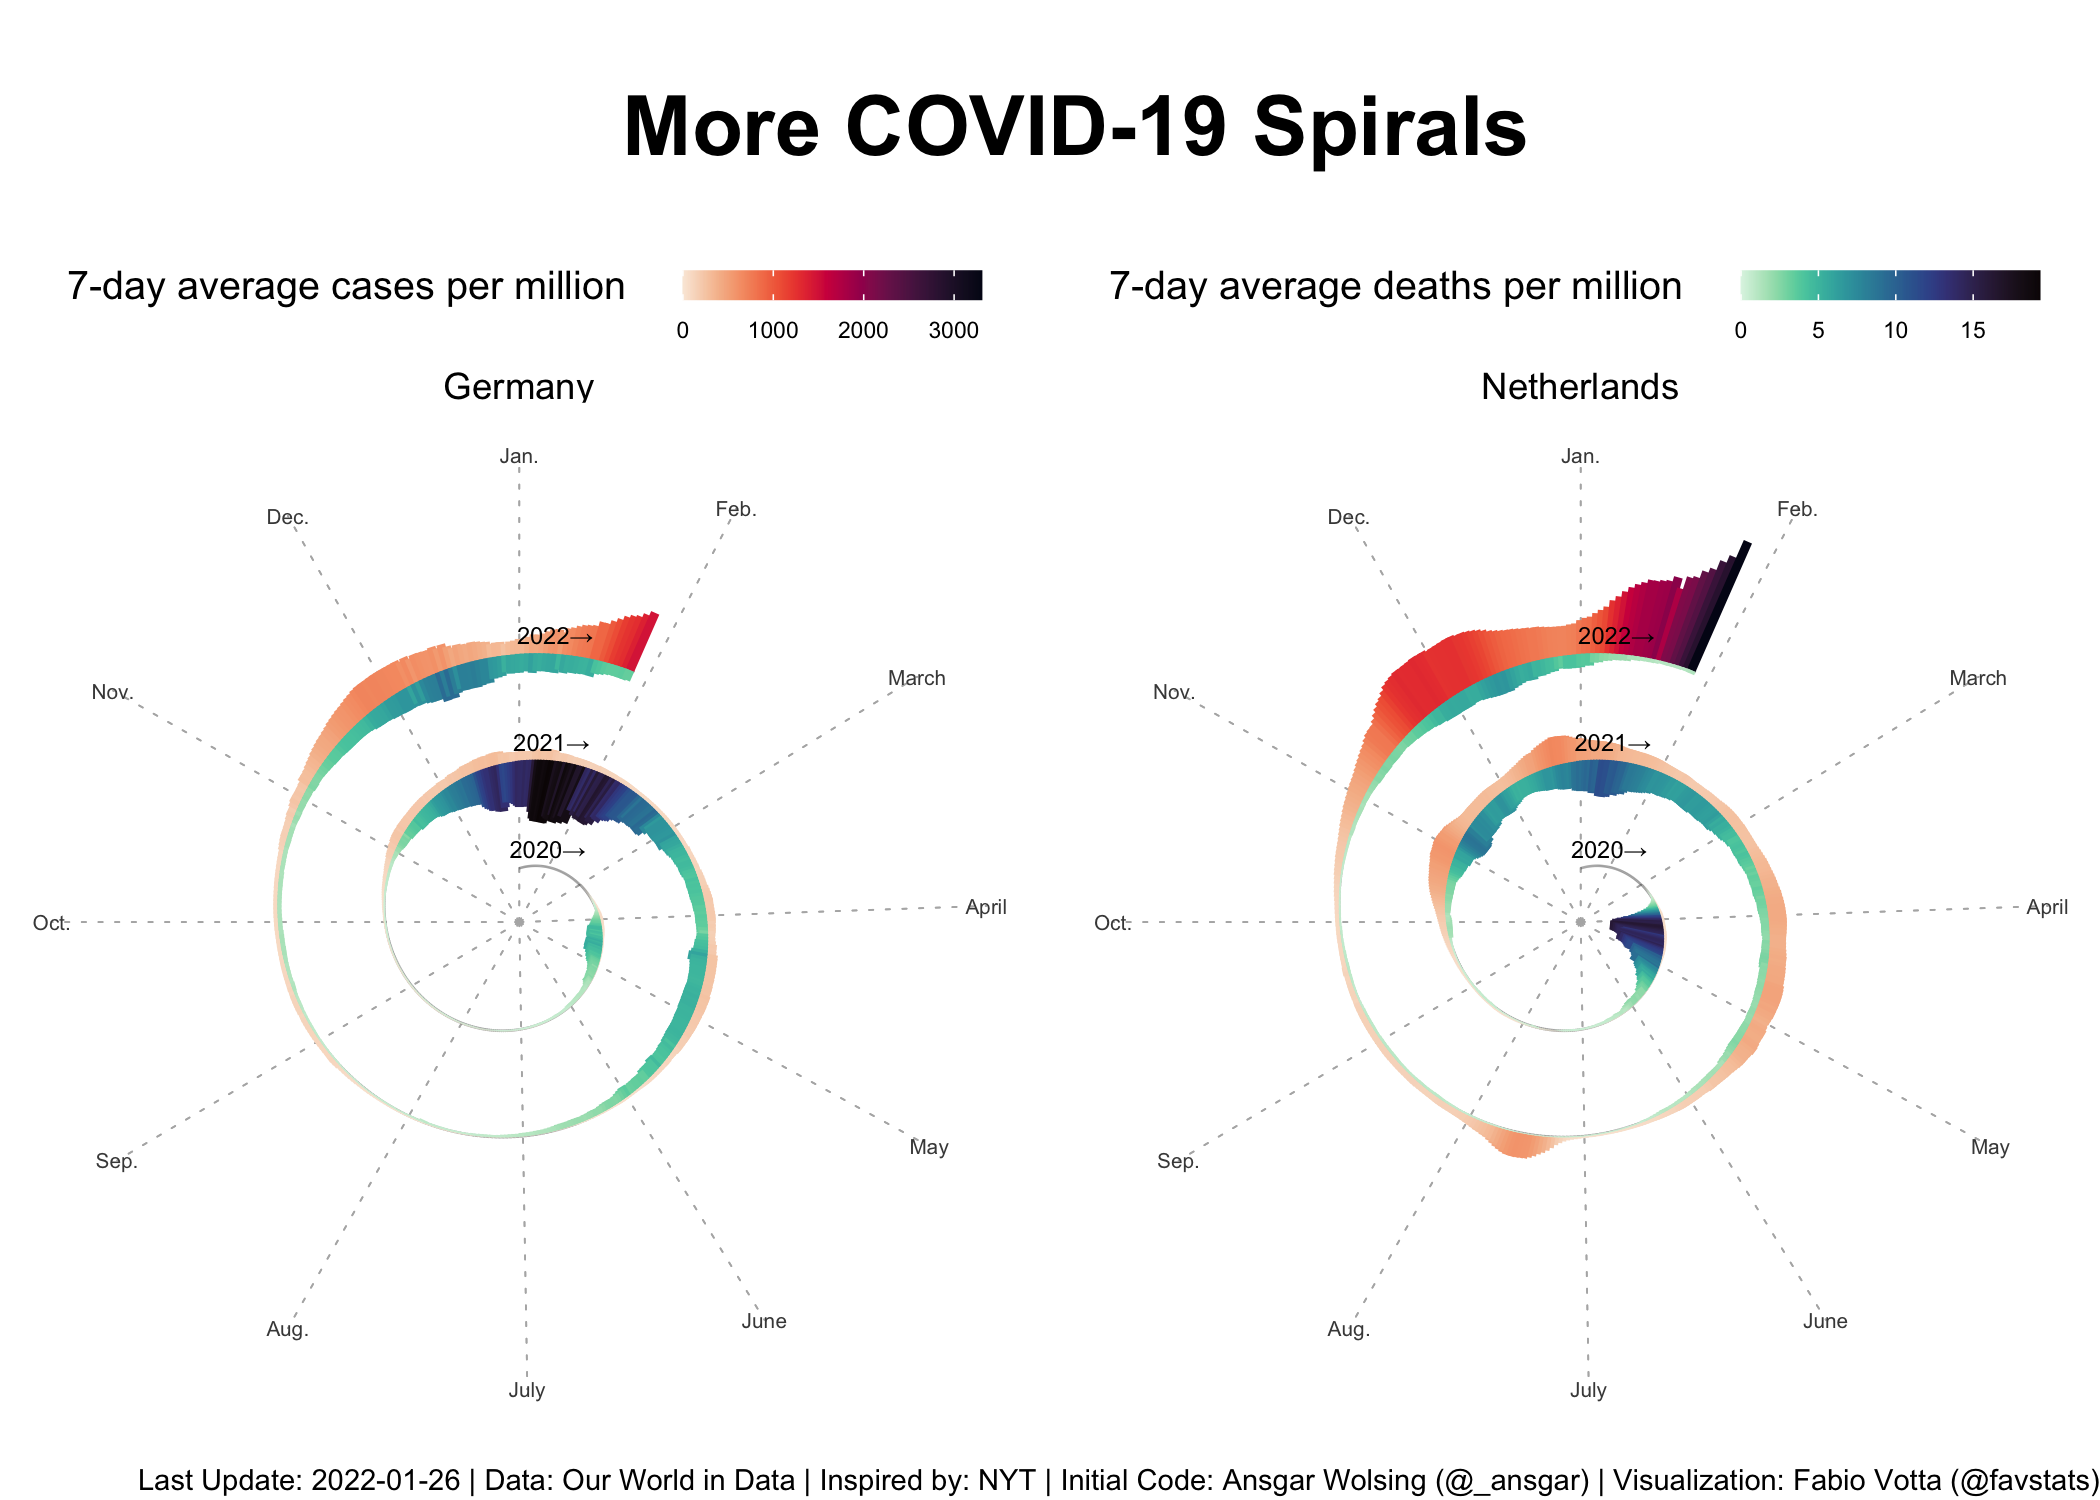 More COVID-19 Spirals
7-day average cases per million
0 1000 2000 3000
7-day average deaths per million
0 5 10 15
Germany
Jan.
Feb.
March
April
May
June
July
Aug.
Sep.
Oct.
Nov.
Dec.
2022→
2021→
2020→
Netherlands
Jan.
Feb.
March
April
May
June
July
Aug.
Sep.
Oct.
Nov.
Dec.
2022→
2021→
2020→
Last Update: 2022-01-26 | Data: Our World in Data | Inspired by: NYT | Initial Code: Ansgar Wolsing (@_ansgar) | Visualization: Fabio Votta (@favstats)